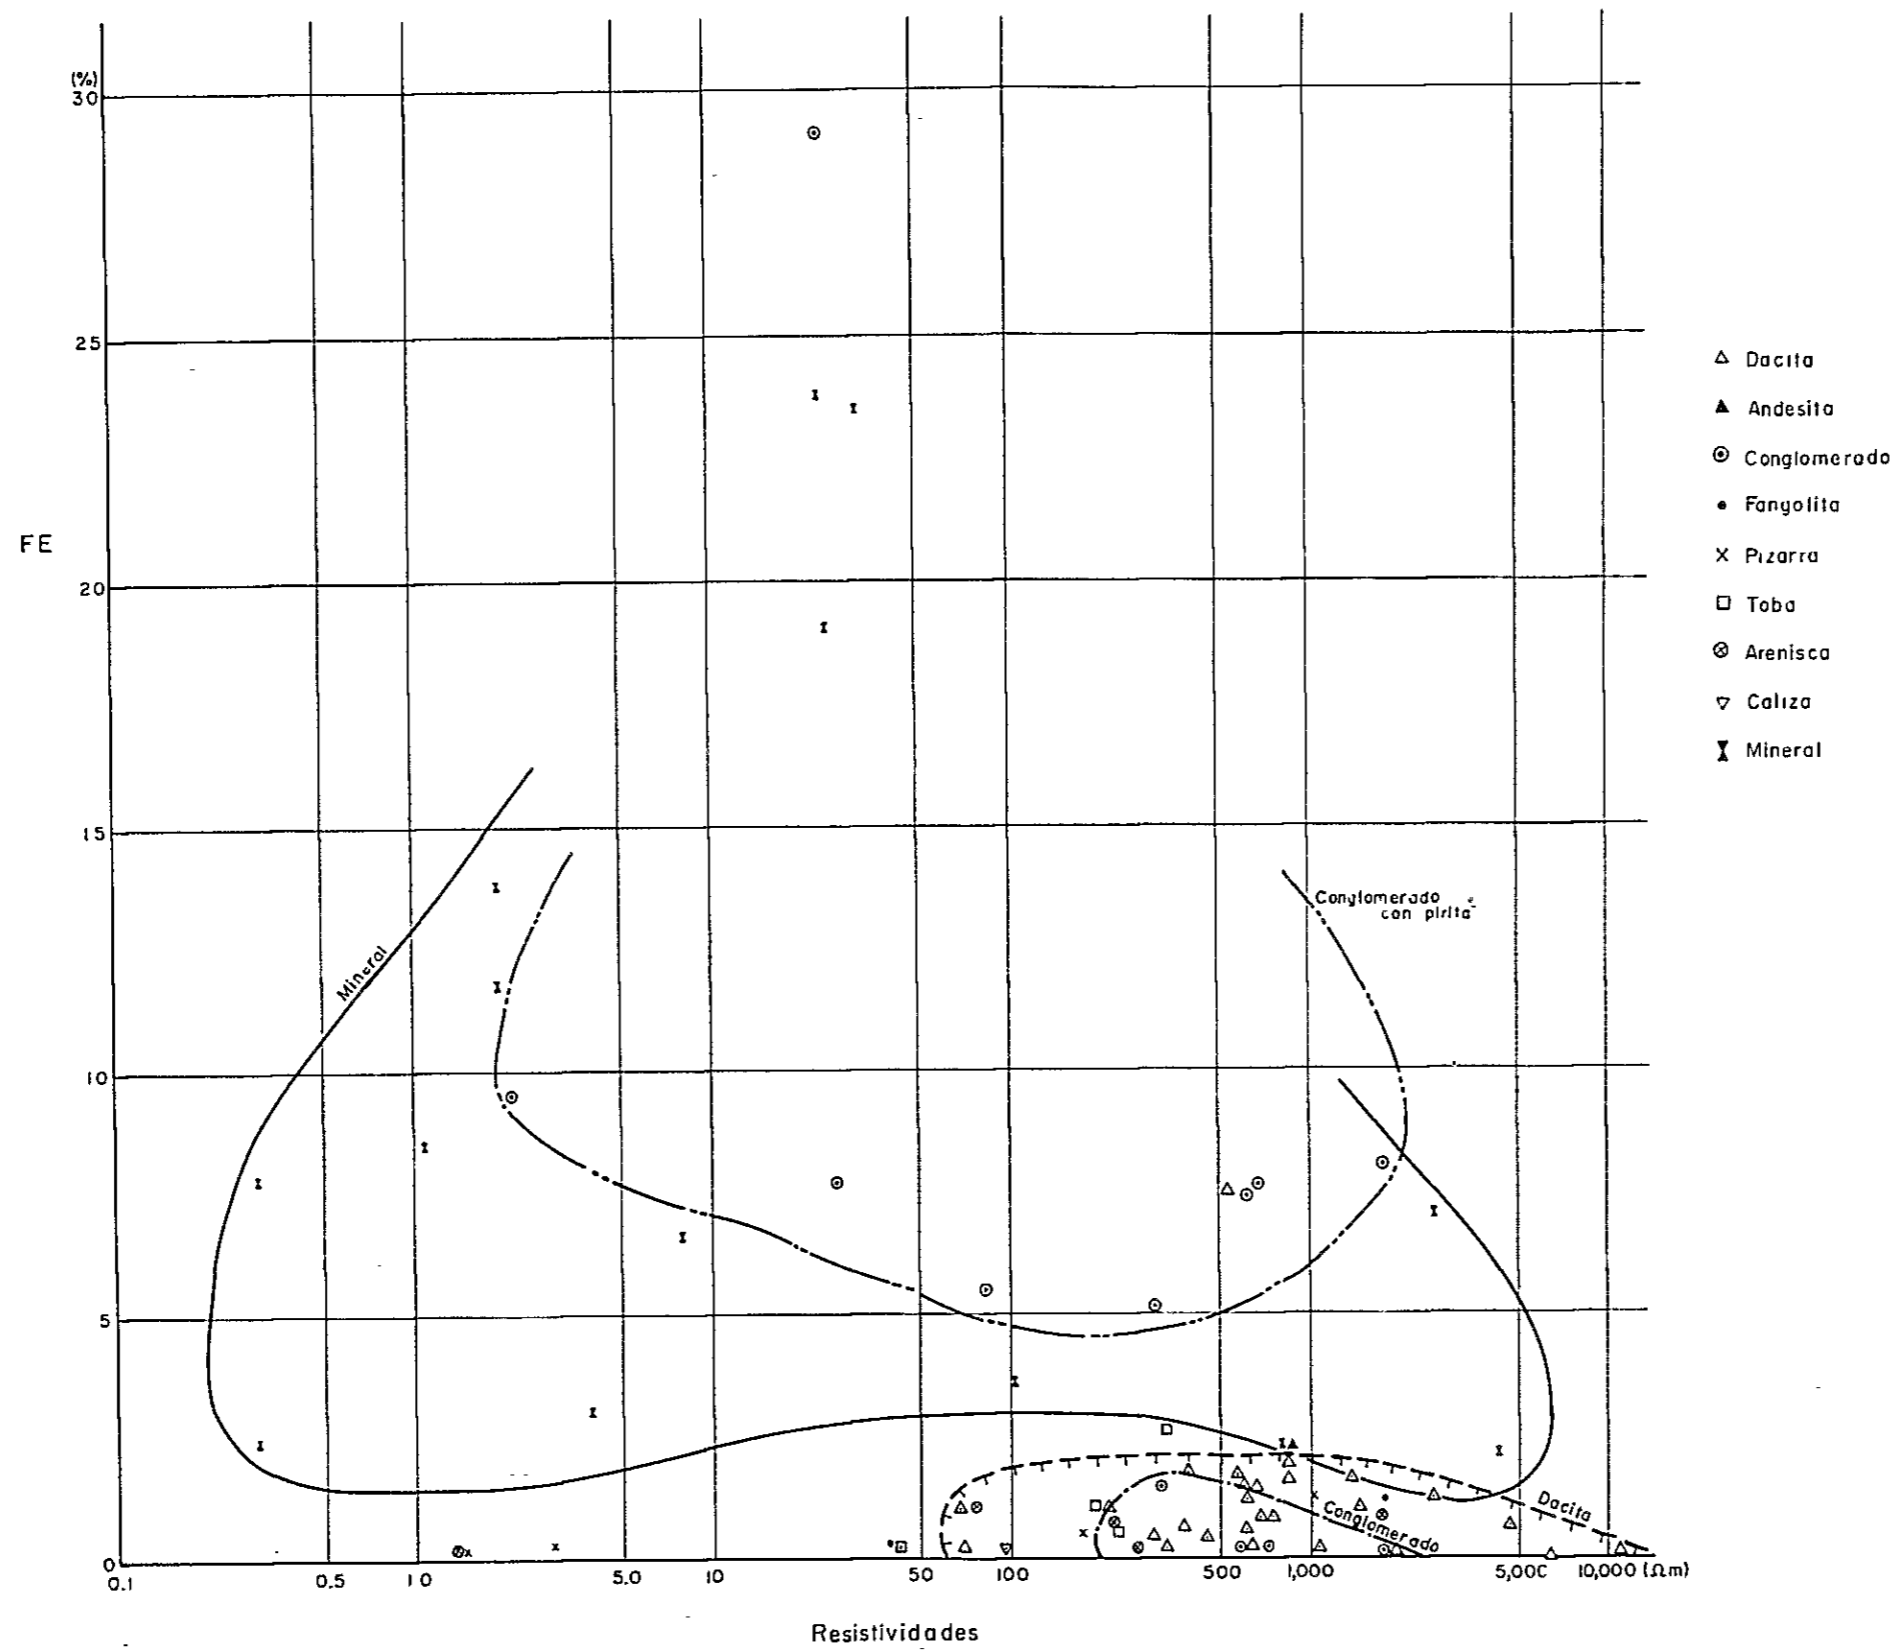 (%)
30
25
20
15
10
5
0
FE
0.1
0.5
1 0
5.0
10
50
100
500
1,000
5,00C
10,000 (Ωm)
Resistividades
Mineral
Conglomerado
con pirita
Conglomerado
Dacita
△ Dacita
▲ Andesita
⊙ Conglomerado
• Fangolita
x Pizarra
□ Toba
⊗ Arenisca
▽ Caliza
Mineral